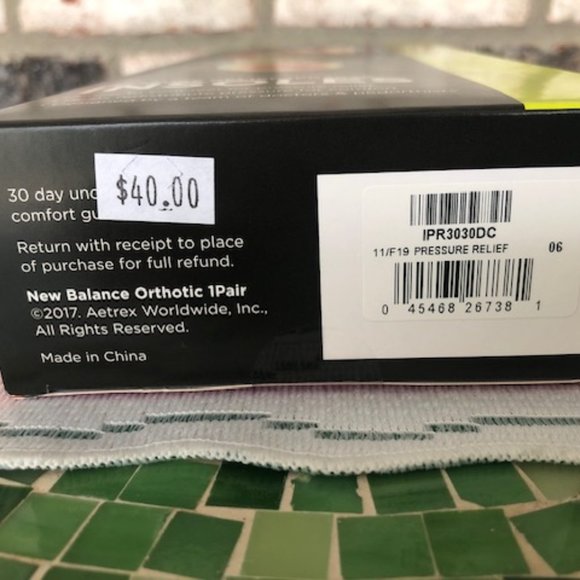 30 day
comfort
$40.00
Return with receipt to place
of purchase for full refund.
New Balance Orthotic 1Pair
©2017. Aetrex Worldwide, Inc.,
All Rights Reserved.
Made in China
IPR3030DC
11/F19 PRESSURE RELIEF
06
0 45468 26738 1